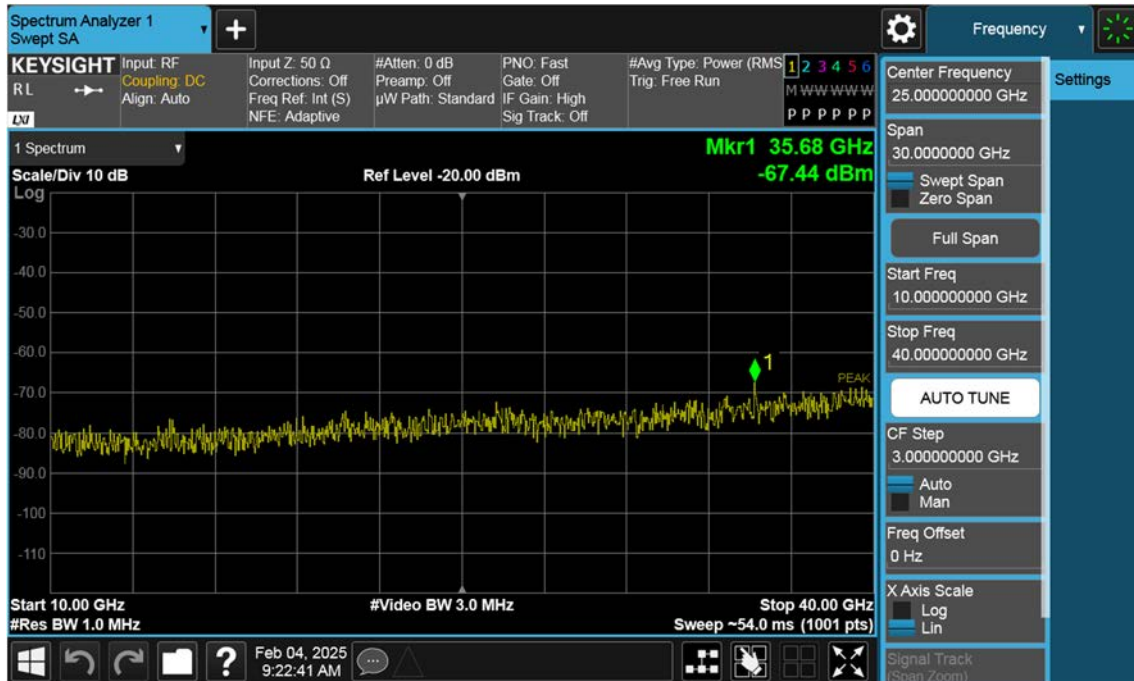 Spectrum Analyzer 1
Swept SA
Frequency
KEYSIGHT
RL
LXI
Input: RF
Coupling: DC
Align: Auto
Input Z: 50 Ω
Corrections: Off
Freq Ref: Int (S)
NFE: Adaptive
#Atten: 0 dB
Preamp: Off
µW Path: Standard
PNO: Fast
Gate: Off
IF Gain: High
Sig Track: Off
#Avg Type: Power (RMS
Trig: Free Run
1 2 3 4 5 6
M W W W W W
P P P P P P
1 Spectrum
Mkr1 35.68 GHz
-67.44 dBm
Scale/Div 10 dB
Ref Level -20.00 dBm
Log
-30.0
-40.0
-50.0
-60.0
-70.0
-80.0
-90.0
-100
-110
1
PEAK
Start 10.00 GHz
#Video BW 3.0 MHz
Stop 40.00 GHz
#Res BW 1.0 MHz
Sweep ~54.0 ms (1001 pts)
?
Feb 04, 2025
9:22:41 AM
Center Frequency
25.000000000 GHz
Span
30.0000000 GHz
Swept Span
Zero Span
Full Span
Start Freq
10.000000000 GHz
Stop Freq
40.000000000 GHz
AUTO TUNE
CF Step
3.000000000 GHz
Auto
Man
Freq Offset
0 Hz
X Axis Scale
Log
Lin
Signal Track
(Span Zoom)
Settings